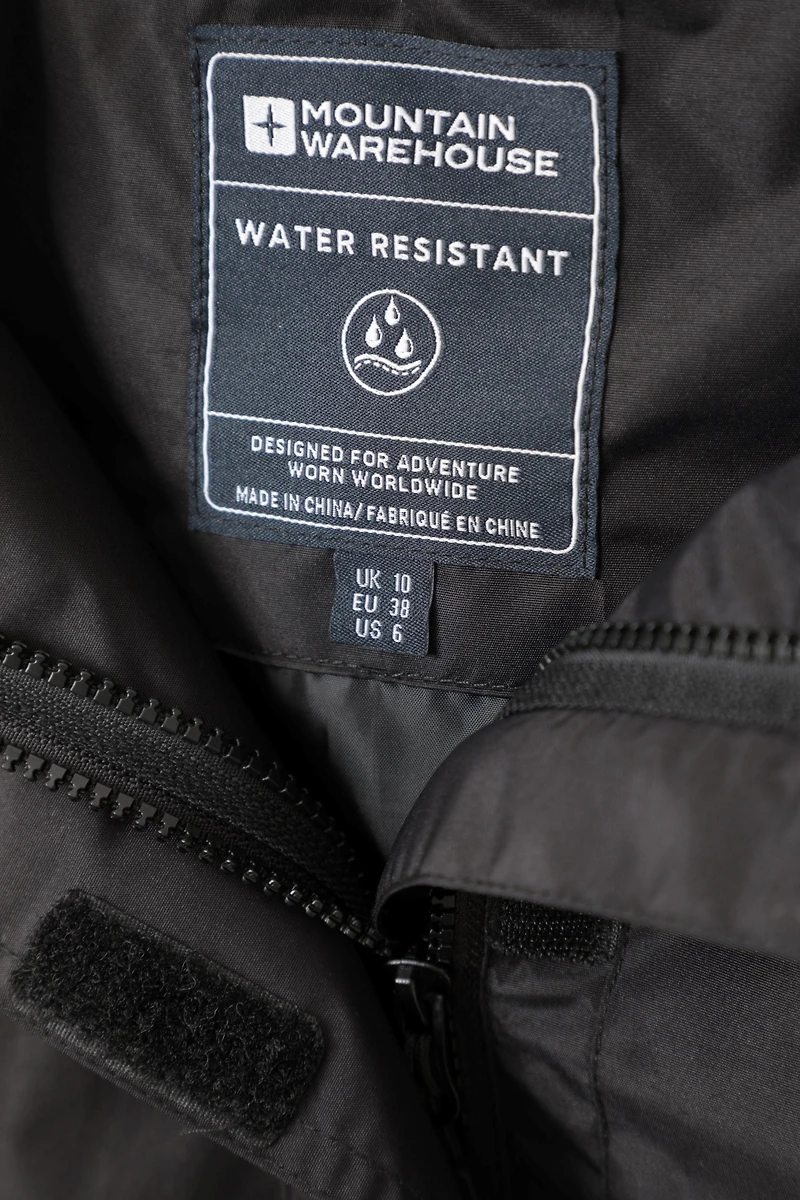 MOUNTAIN
WAREHOUSE
WATER RESISTANT
DESIGNED FOR ADVENTURE
WORN WORLDWIDE
MADE IN CHINA/FABRIQUÉ EN CHINE
UK 10
EU 38
US 6